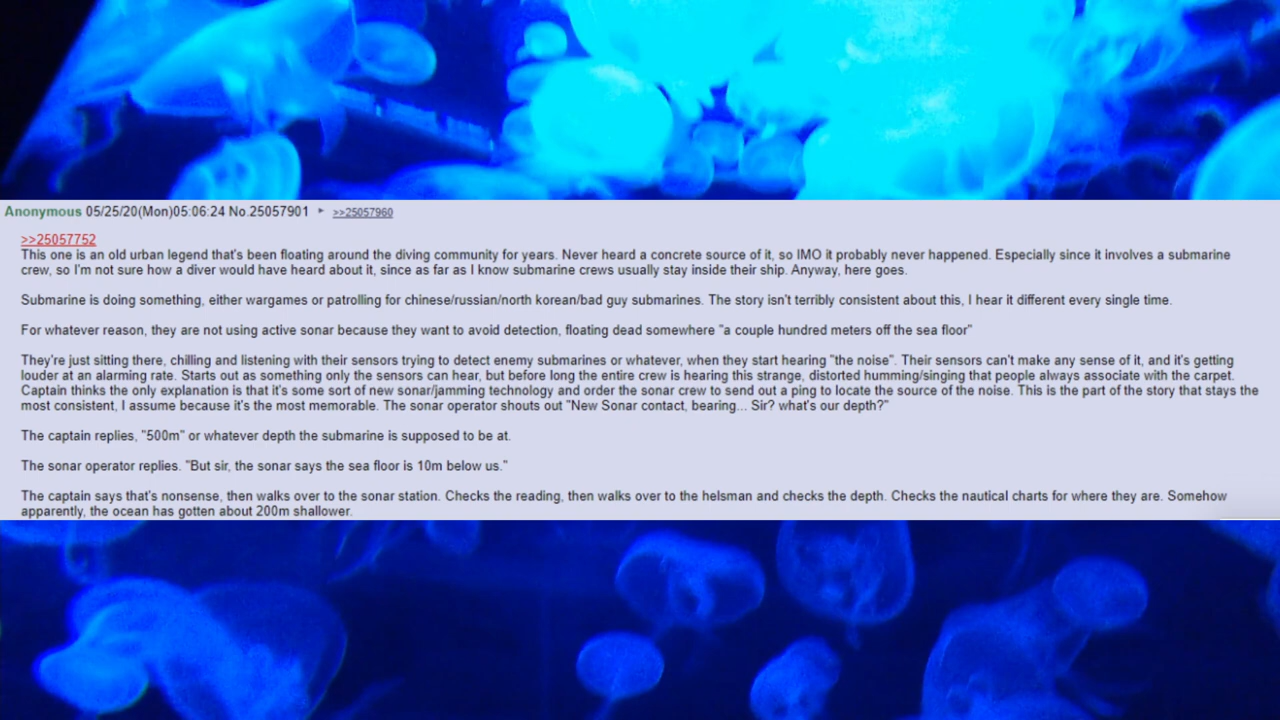 Anonymous 05/25/20(Mon)05:06:24 No.25057901 ► >>25057960
>>25057752
This one is an old urban legend that's been floating around the diving community for years. Never heard a concrete source of it, so IMO it probably never happened. Especially since it involves a submarine
crew, so I'm not sure how a diver would have heard about it, since as far as I know submarine crews usually stay inside their ship. Anyway, here goes.
Submarine is doing something, either wargames or patrolling for chinese/russian/north korean/bad guy submarines. The story isn't terribly consistent about this, I hear it different every single time.
For whatever reason, they are not using active sonar because they want to avoid detection, floating dead somewhere "a couple hundred meters off the sea floor"
They're just sitting there, chilling and listening with their sensors trying to detect enemy submarines or whatever, when they start hearing "the noise". Their sensors can't make any sense of it, and it's getting
louder at an alarming rate. Starts out as something only the sensors can hear, but before long the entire crew is hearing this strange, distorted humming/singing that people always associate with the carpet.
Captain thinks the only explanation is that it's some sort of new sonar/jamming technology and order the sonar crew to send out a ping to locate the source of the noise. This is the part of the story that stays the
most consistent, I assume because it's the most memorable. The sonar operator shouts out "New Sonar contact, bearing... Sir? what's our depth?"
The captain replies, "500m" or whatever depth the submarine is supposed to be at.
The sonar operator replies. "But sir, the sonar says the sea floor is 10m below us."
The captain says that's nonsense, then walks over to the sonar station. Checks the reading, then walks over to the helsman and checks the depth. Checks the nautical charts for where they are. Somehow
apparently, the ocean has gotten about 200m shallower.